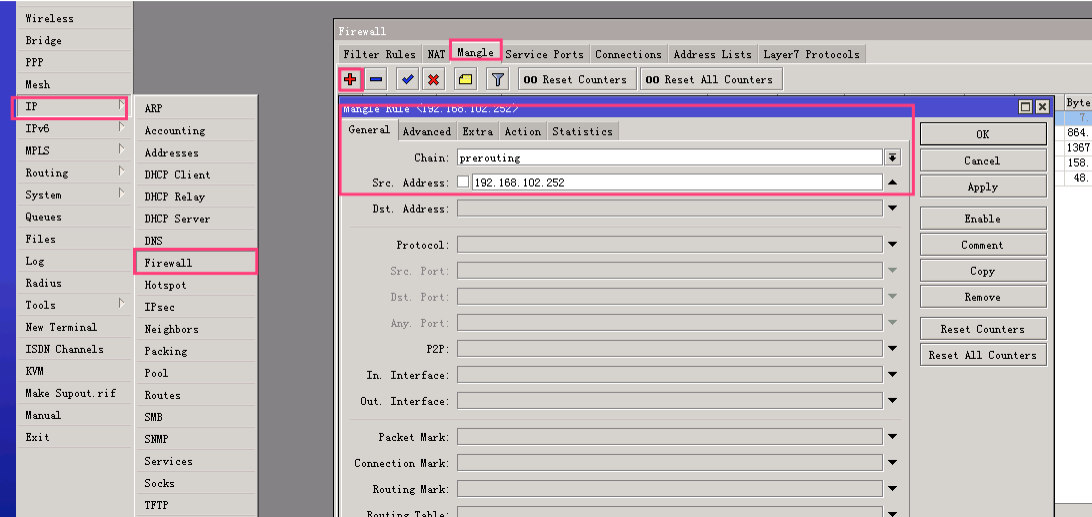 Wireless
Bridge
PPP
Mesh
IP
IPv6
MPLS
Routing
System
Queues
Files
Log
Radius
Tools
New Terminal
ISDN Channels
KVM
Make Supout.rif
Manual
Exit
ARP
Accounting
Addresses
DHCP Client
DHCP Relay
DHCP Server
DNS
Firewall
Hotspot
IPsec
Neighbors
Packing
Pool
Routes
SMB
SNMP
Services
Socks
TFTP
Firewall
Filter Rules NAT Mangle Service Ports Connections Address Lists Layer7 Protocols
00 Reset Counters 00 Reset All Counters
Mangle Rule <192.168.102.252>
General Advanced Extra Action Statistics
Chain: prerouting
Src. Address: 192.168.102.252
Dst. Address:
Protocol:
Src. Port:
Dst. Port:
Any. Port:
P2P:
In. Interface:
Out. Interface:
Packet Mark:
Connection Mark:
Routing Mark:
Routing Table:
OK
Cancel
Apply
Enable
Comment
Copy
Remove
Reset Counters
Reset All Counters
Byte
7.
864.
1367
158.
48.